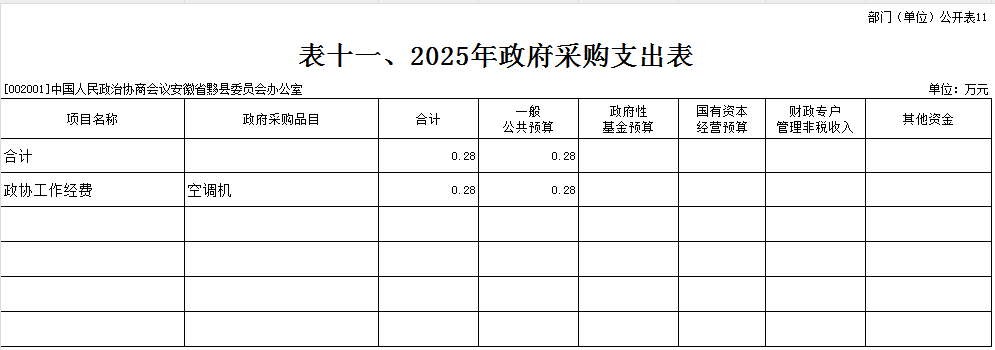 部门（单位）公开表11
表十一、2025年政府采购支出表
[002001]中国人民政治协商会议安徽省黟县委员会办公室 单位：万元
项目名称 政府采购品目 合计 一般公共预算 政府性基金预算 国有资本经营预算 财政专户管理非税收入 其他资金
合计 0.28 0.28
政协工作经费 空调机 0.28 0.28